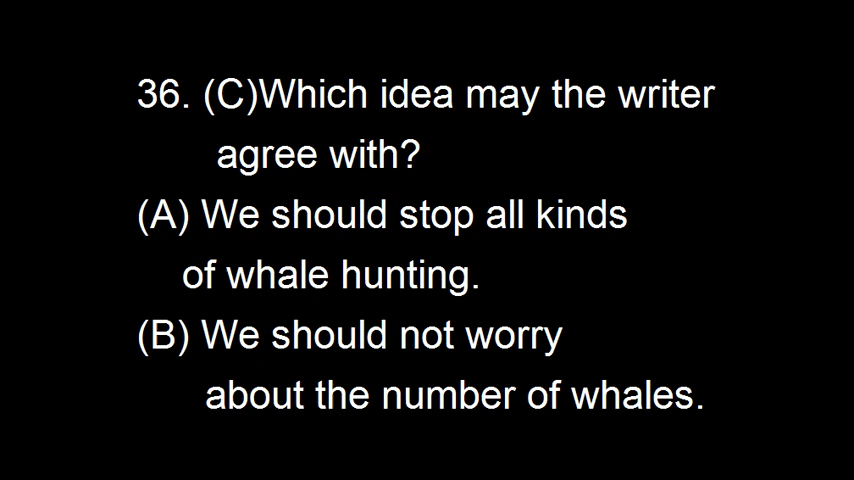 36. (C)Which idea may the writer
agree with?
(A) We should stop all kinds
of whale hunting.
(B) We should not worry
about the number of whales.